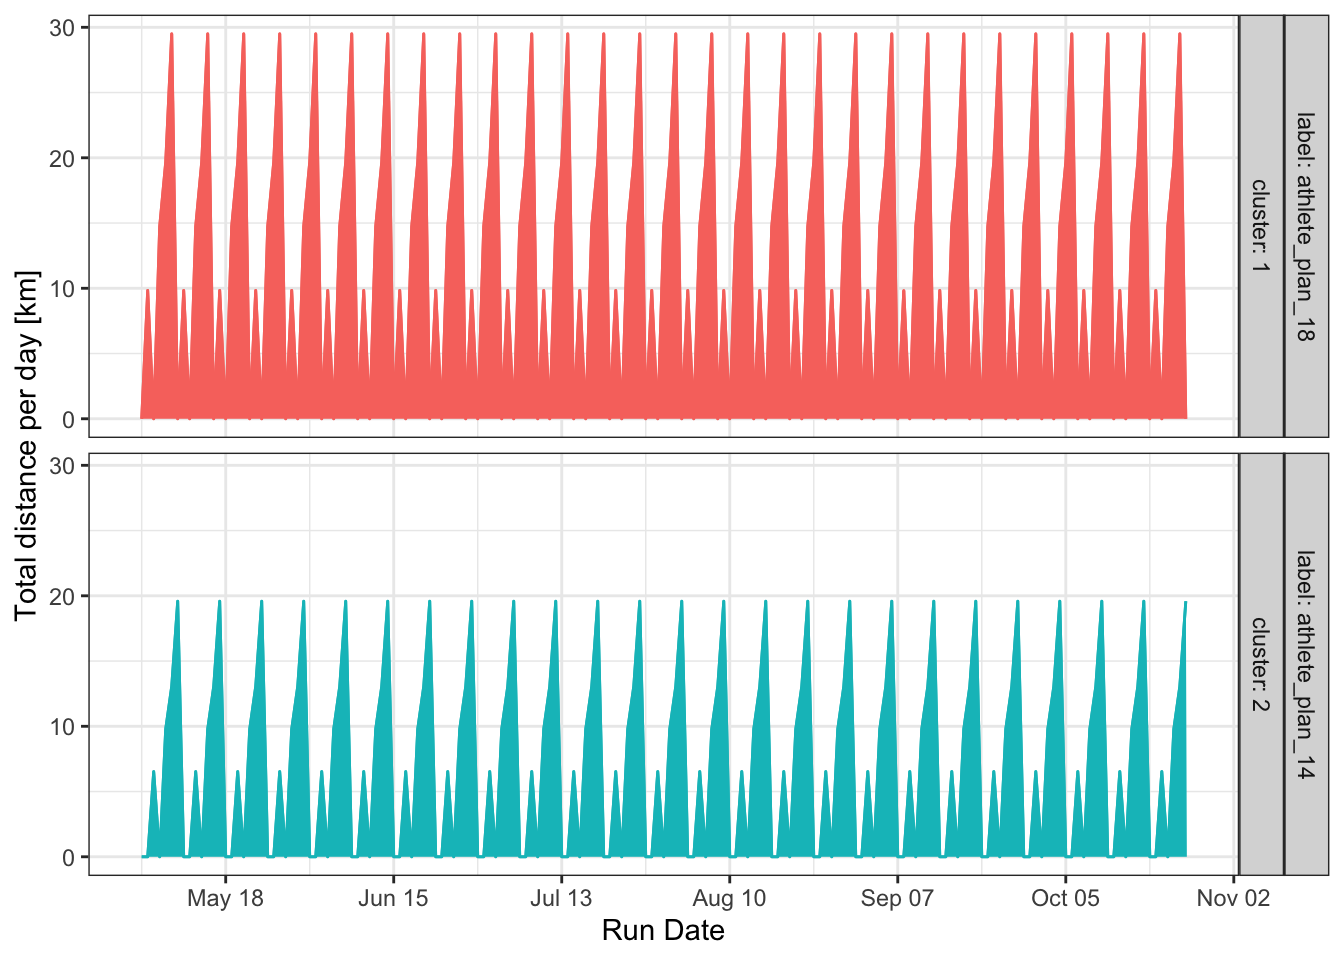 Total distance per day [km]
30
20
10
0
cluster: 1
label: athlete_plan_18
30
20
10
0
cluster: 2
label: athlete_plan_14
May 18
Jun 15
Jul 13
Aug 10
Sep 07
Oct 05
Nov 02
Run Date